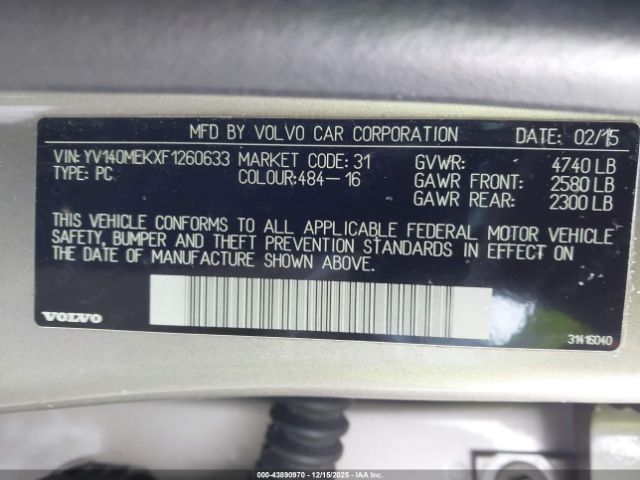 MFD BY VOLVO CAR CORPORATION DATE: 02/15
VIN: YV140MEKXF1260633 MARKET CODE: 31 GVWR: 4740 LB
TYPE: PC COLOUR:484-16 GAWR FRONT: 2580 LB
GAWR REAR: 2300 LB
THIS VEHICLE CONFORMS TO ALL APPLICABLE FEDERAL MOTOR VEHICLE
SAFETY, BUMPER AND THEFT PREVENTION STANDARDS IN EFFECT ON
THE DATE OF MANUFACTURE SHOWN ABOVE.
VOLVO
31416040
000-43890970 - 12/15/2025 - IAAI.COM